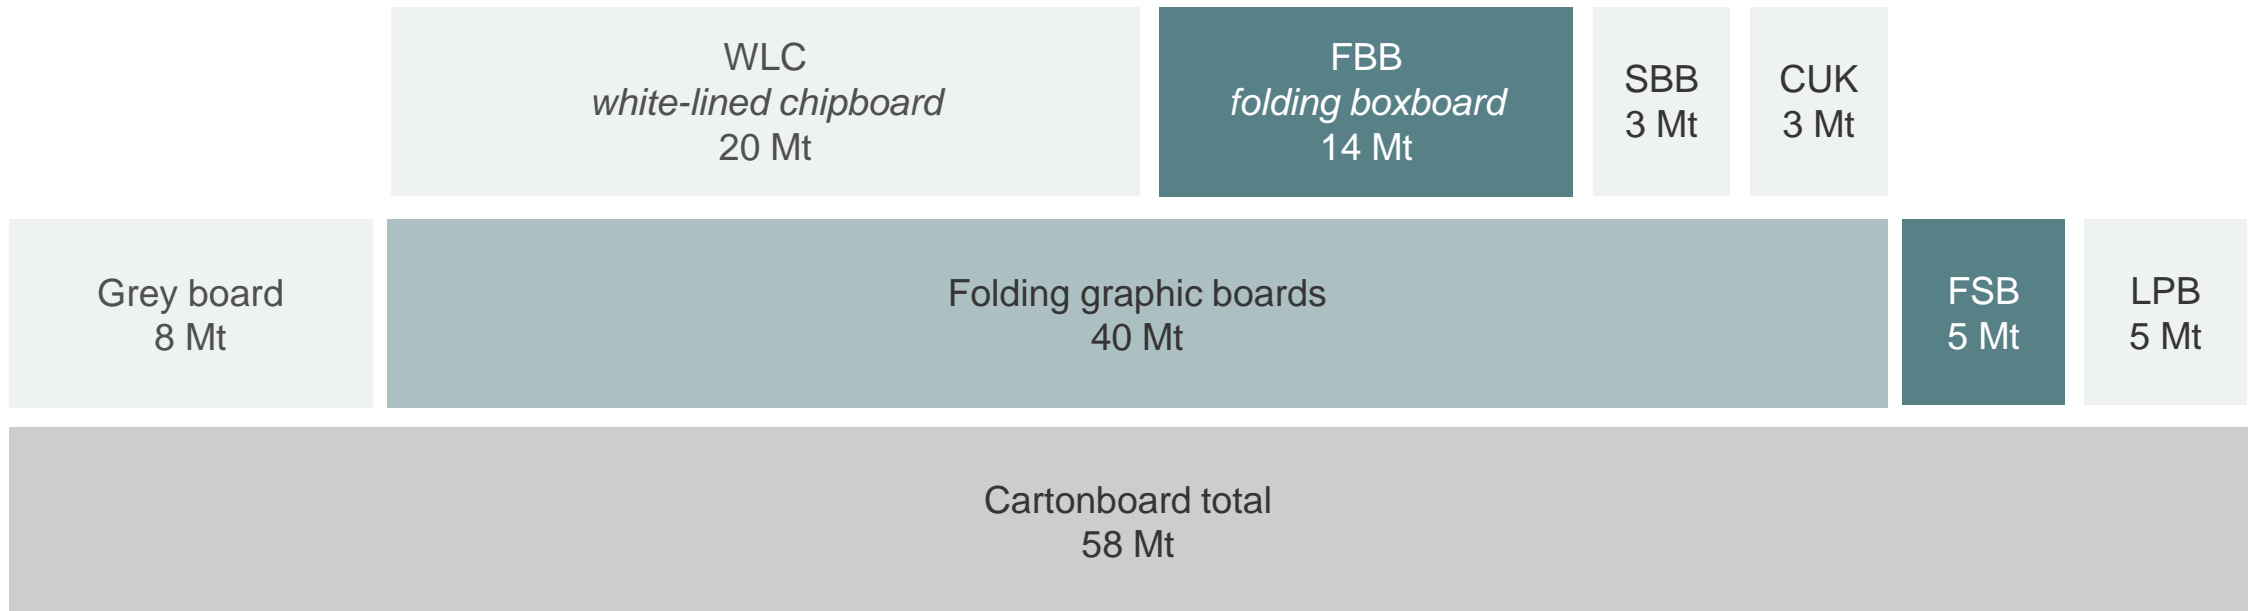 WLC
white-lined chipboard
20 Mt
FBB
folding boxboard
14 Mt
SBB
3 Mt
CUK
3 Mt
Grey board
8 Mt
Folding graphic boards
40 Mt
FSB
5 Mt
LPB
5 Mt
Cartonboard total
58 Mt